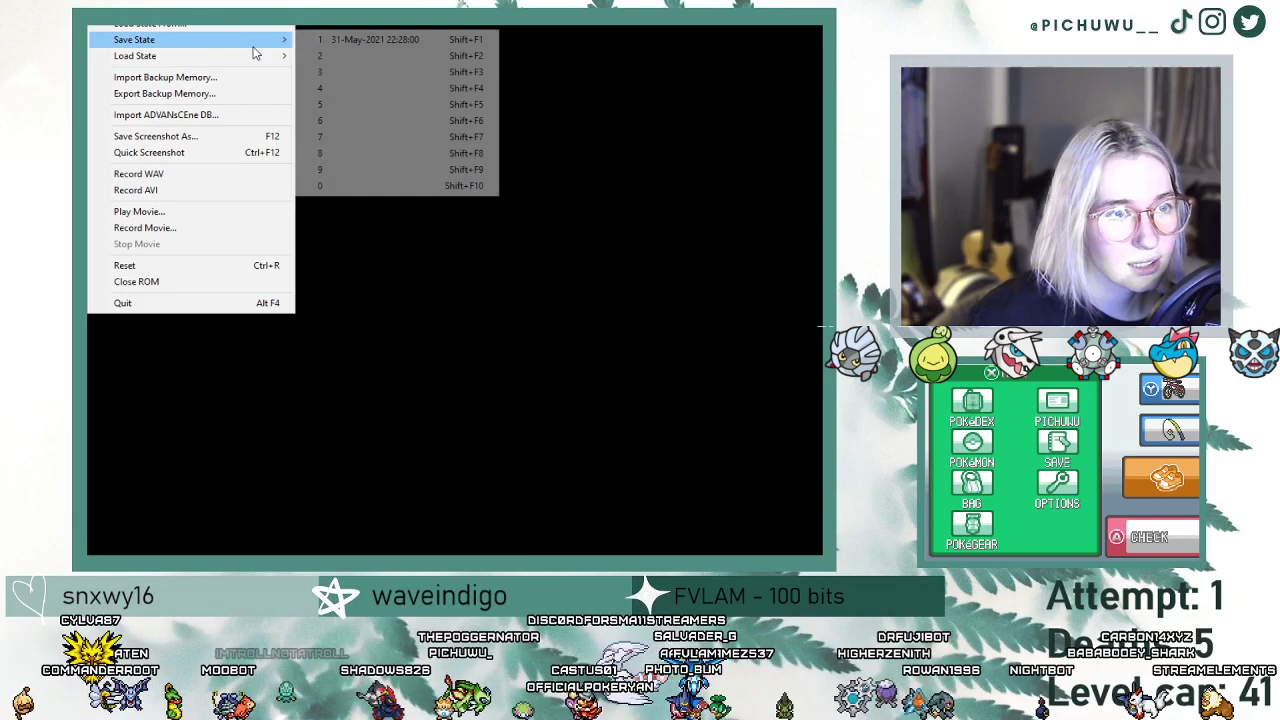 @PICHUWU__
Save State
Load State
Import Backup Memory...
Export Backup Memory...
Import ADVANsCEne DB...
Save Screenshot As... F12
Quick Screenshot Ctrl+F12
Record WAV
Record AVI
Play Movie...
Record Movie...
Stop Movie
Reset Ctrl+R
Close ROM
Quit Alt F4
1 31-May-2021 22:28:00 Shift+F1
2 Shift+F2
3 Shift+F3
4 Shift+F4
5 Shift+F5
6 Shift+F6
7 Shift+F7
8 Shift+F8
9 Shift+F9
0 Shift+F10
X
POKéDEX PICHUWU
POKéMON SAVE
BAG OPTIONS
POKéGEAR
Y
A CHECK
snxwy16
waveindigo
FVLAM - 100 bits
Attempt: 1
Level cap: 41
CYLVA87
COMMANDERROOT
IMTROLLNOTATROLL
MOOBOT
SHADOWS826
THEPOGGERNATOR
PICHUWU_
DISCORDFORSMALLSTREAMERS
SALVADER_G
CASTUS01
PHOTO_BUM
OFFICIALPOKERYAN
DRFUJIBOT
HIGHERZENITH
ROWAN1996
NIGHTBOT
CARBON14XYZ
BABABOOEY_SHARK
STREAMELEMENTS